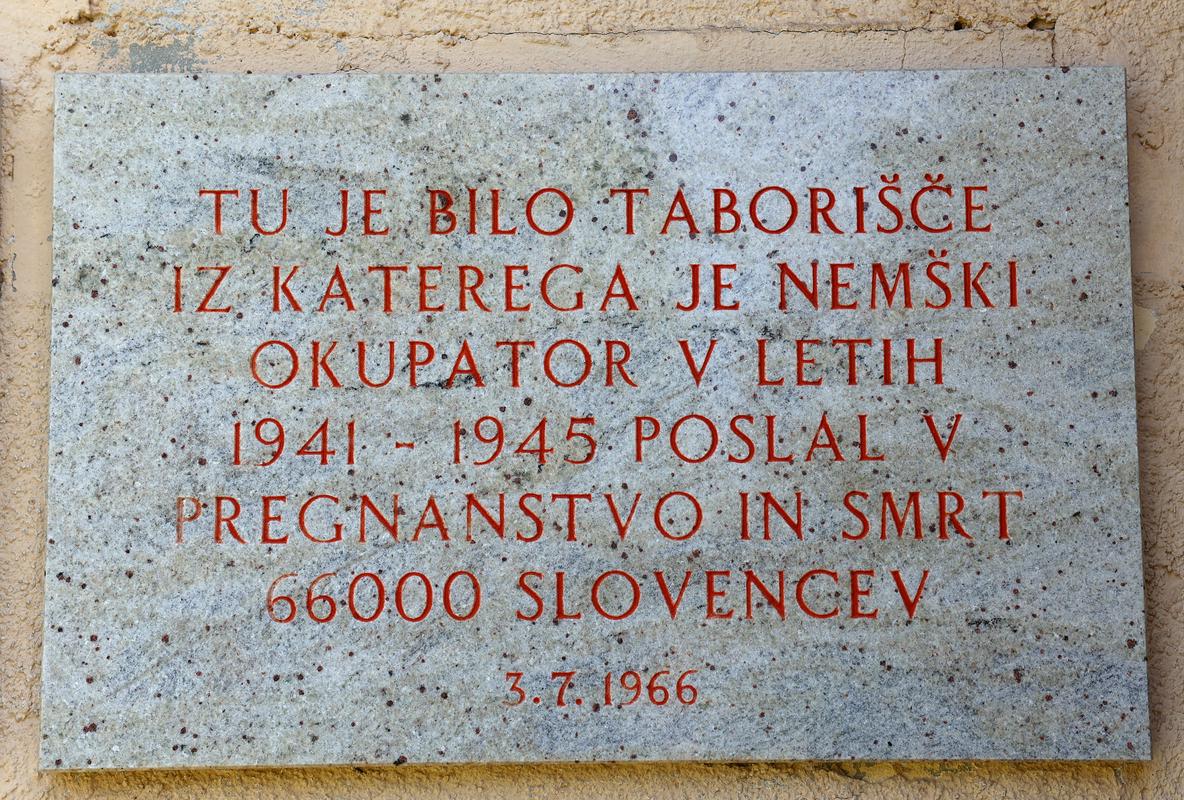 TU JE BILO TABORIŠČE
IZ KATEREGA JE NEMŠKI
OKUPATOR V LETIH
1941 - 1945 POSLAL V
PREGNANSTVO IN SMRT
66000 SLOVENCEV
3.7.1966